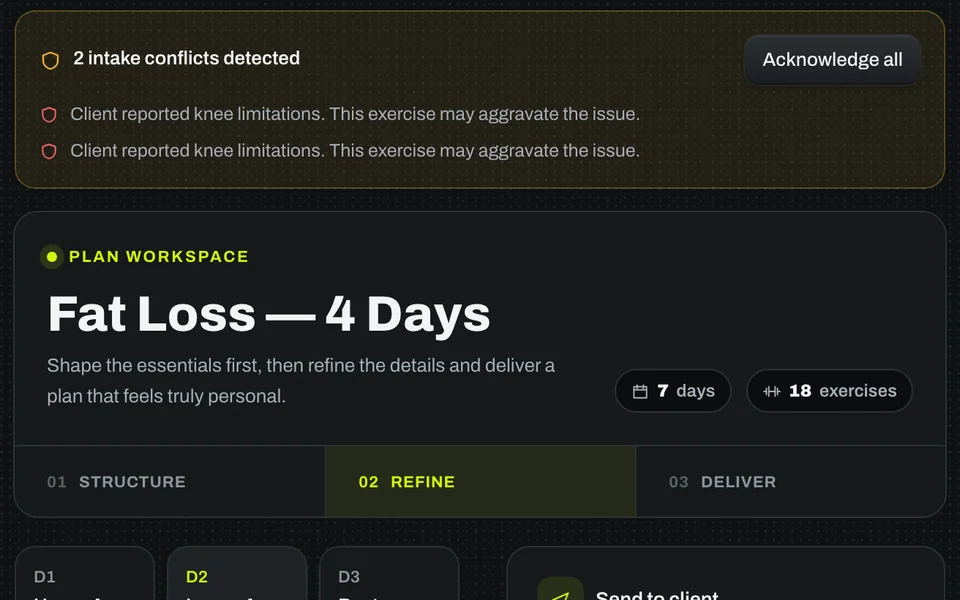 2 intake conflicts detected
Acknowledge all
Client reported knee limitations. This exercise may aggravate the issue.
Client reported knee limitations. This exercise may aggravate the issue.
PLAN WORKSPACE
Fat Loss — 4 Days
Shape the essentials first, then refine the details and deliver a
plan that feels truly personal.
7 days
18 exercises
01 STRUCTURE
02 REFINE
03 DELIVER
D1
D2
D3
Send to client